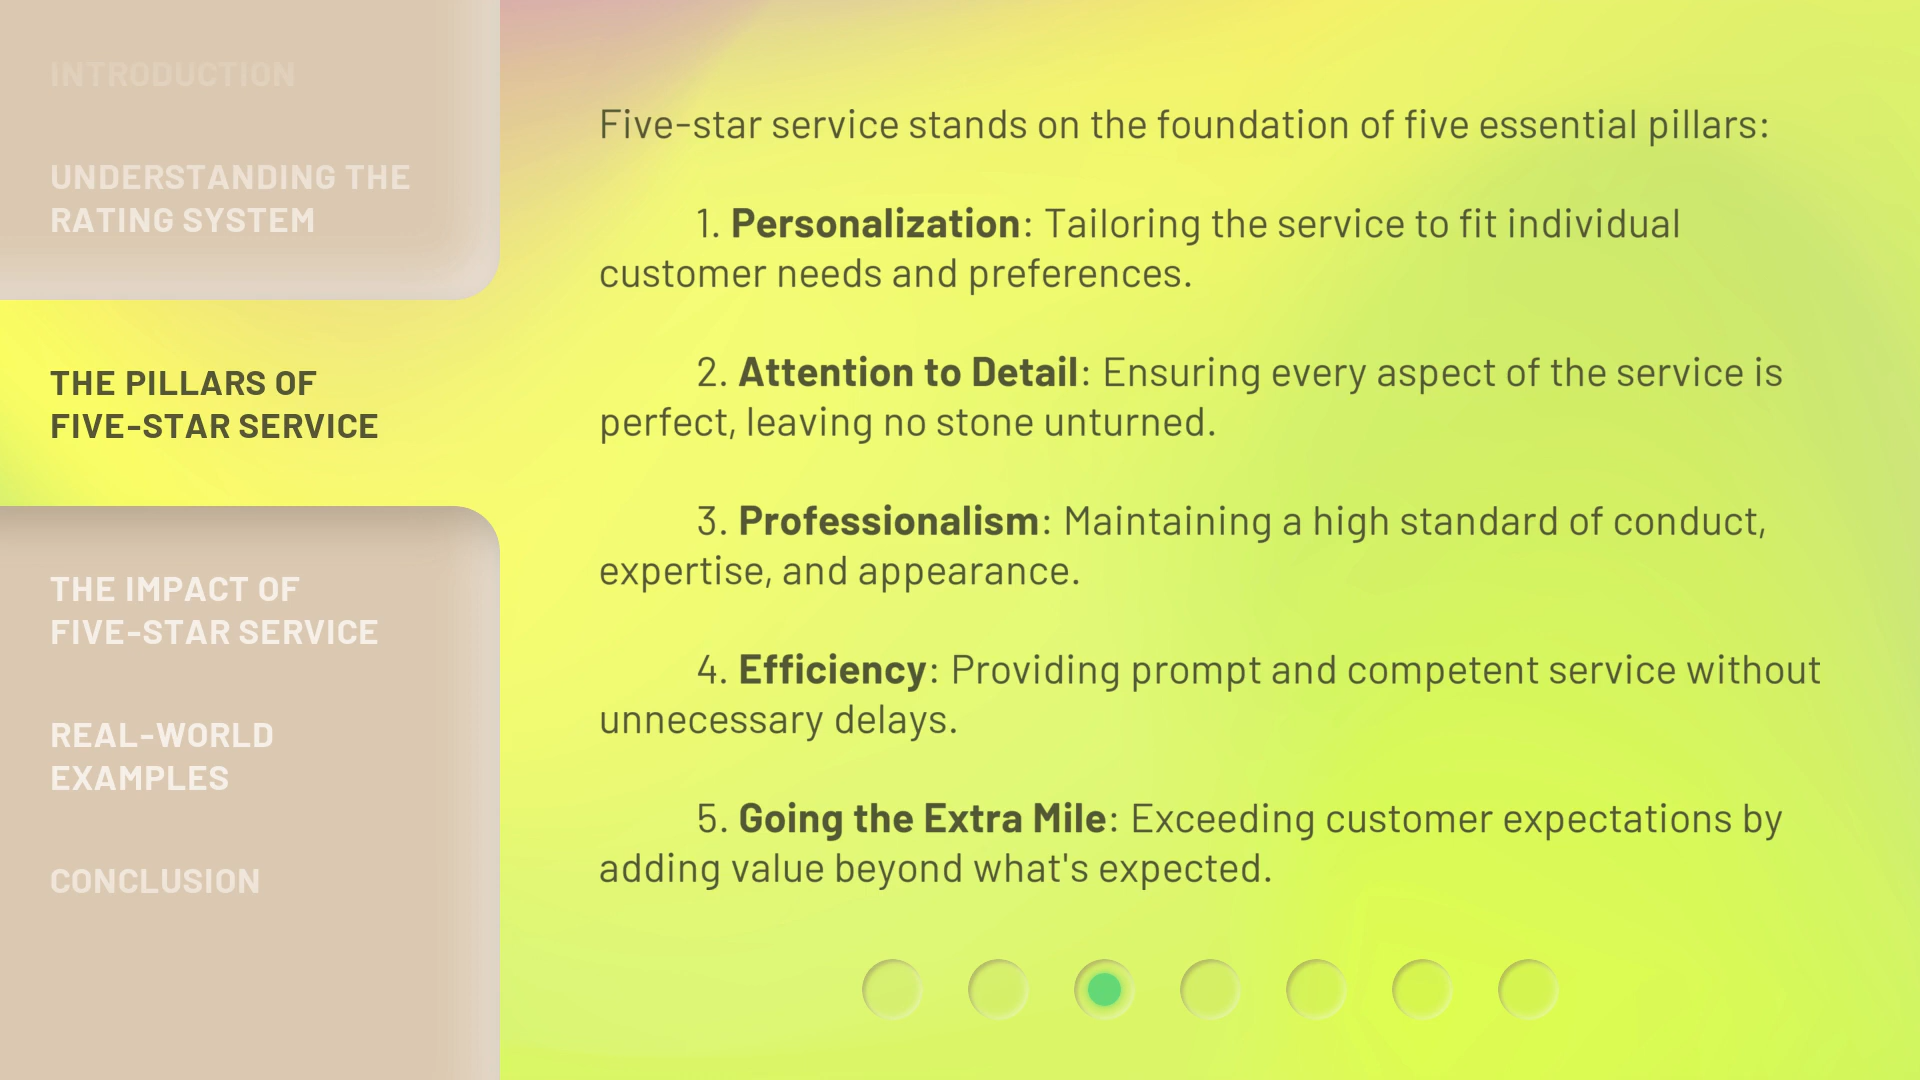 INTRODUCTION
UNDERSTANDING THE
RATING SYSTEM
THE PILLARS OF
FIVE-STAR SERVICE
THE IMPACT OF
FIVE-STAR SERVICE
REAL-WORLD
EXAMPLES
CONCLUSION
Five-star service stands on the foundation of five essential pillars:
1. Personalization: Tailoring the service to fit individual
customer needs and preferences.
2. Attention to Detail: Ensuring every aspect of the service is
perfect, leaving no stone unturned.
3. Professionalism: Maintaining a high standard of conduct,
expertise, and appearance.
4. Efficiency: Providing prompt and competent service without
unnecessary delays.
5. Going the Extra Mile: Exceeding customer expectations by
adding value beyond what's expected.